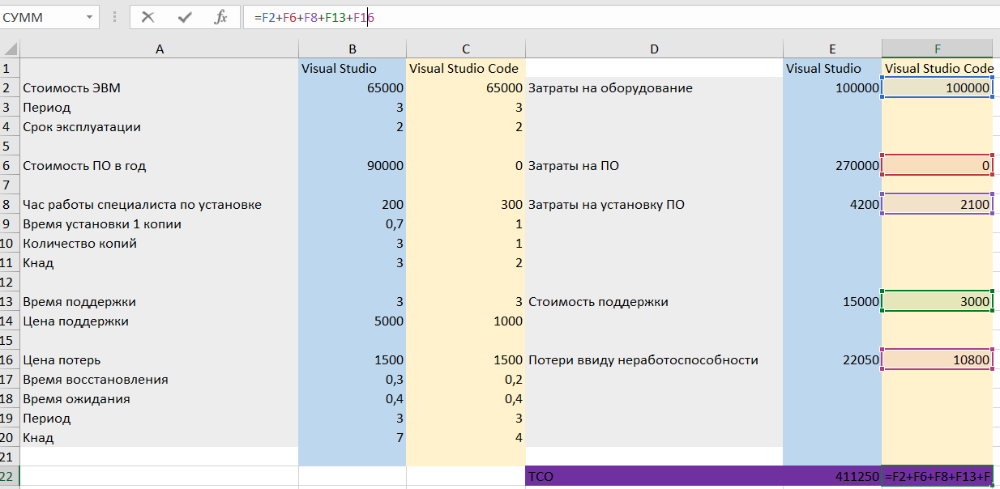 СУММ =F2+F6+F8+F13+F16
A B C D E F
1 Visual Studio Visual Studio Code Visual Studio Visual Studio Code
2 Стоимость ЭВМ 65000 65000 Затраты на оборудование 100000 100000
3 Период 3 3
4 Срок эксплуатации 2 2
5
6 Стоимость ПО в год 90000 0 Затраты на ПО 270000 0
7
8 Час работы специалиста по установке 200 300 Затраты на установку ПО 4200 2100
9 Время установки 1 копии 0,7 1
10 Количество копий 3 1
11 Кнад 3 2
12
13 Время поддержки 3 3 Стоимость поддержки 15000 3000
14 Цена поддержки 5000 1000
15
16 Цена потерь 1500 1500 Потери ввиду неработоспособности 22050 10800
17 Время восстановления 0,3 0,2
18 Время ожидания 0,4 0,4
19 Период 3 3
20 Кнад 7 4
21
22 ТСО 411250 =F2+F6+F8+F13+F